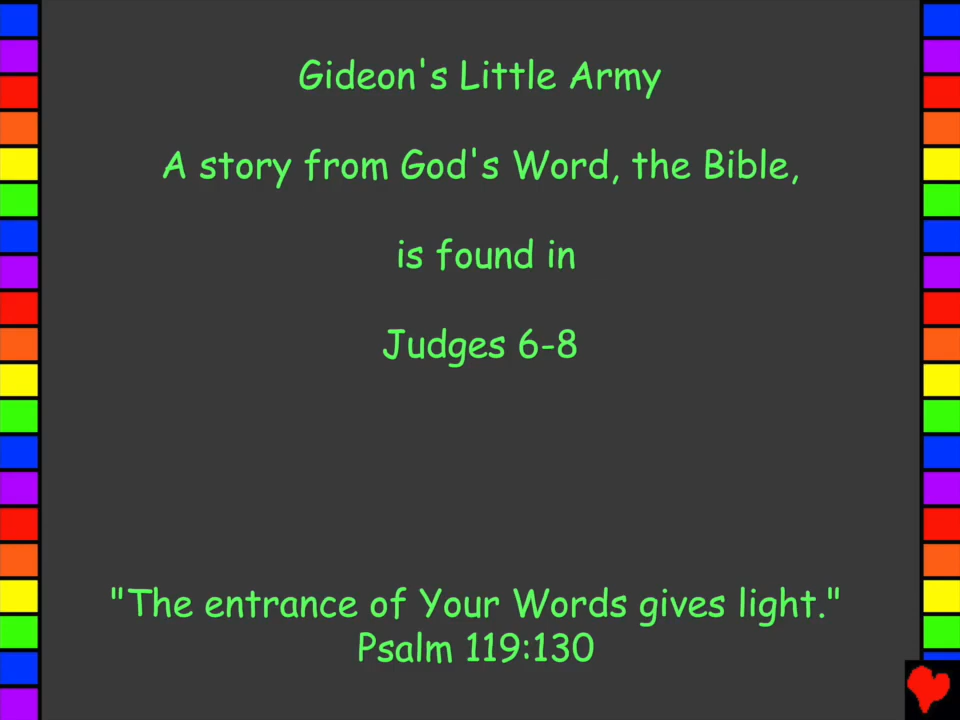 Gideon's Little Army
A story from God's Word, the Bible,
is found in
Judges 6-8
"The entrance of Your Words gives light."
Psalm 119:130